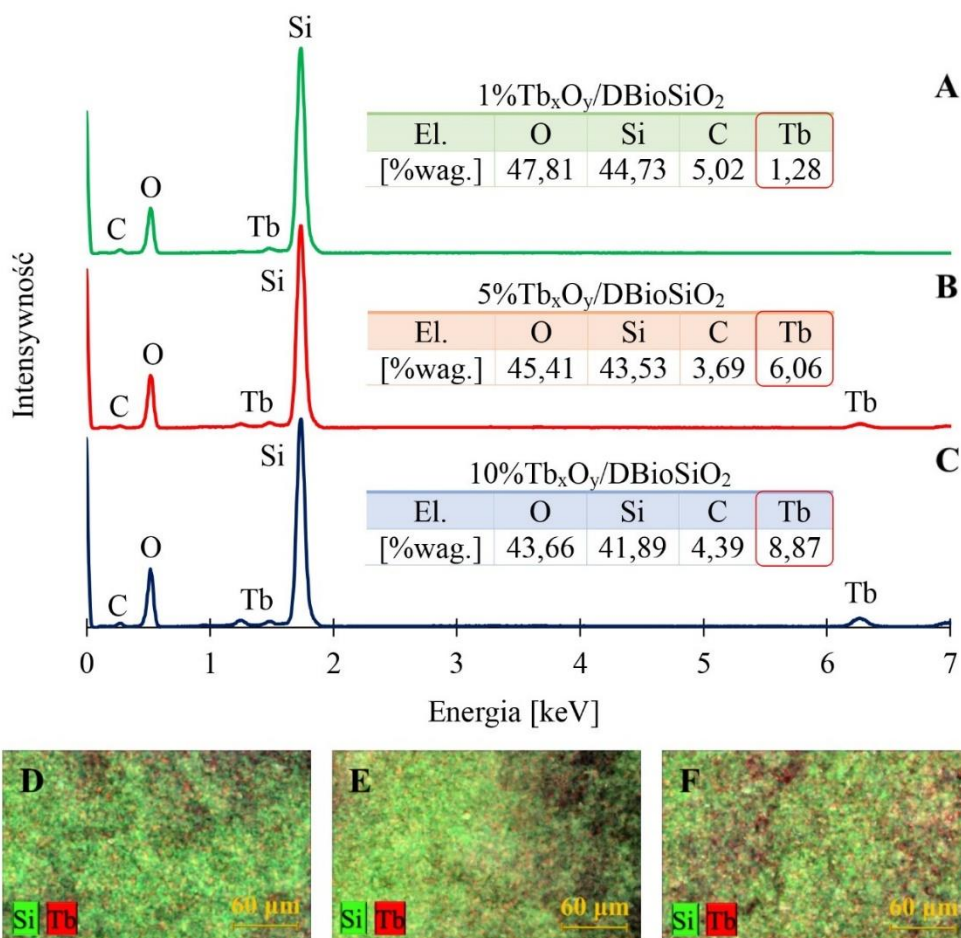 Si
A
1%TbₓOᵧ/DBioSiO₂
El. O Si C Tb
[%wag.] 47,81 44,73 5,02 1,28
O
C
Tb
B
Si
5%TbₓOᵧ/DBioSiO₂
El. O Si C Tb
[%wag.] 45,41 43,53 3,69 6,06
O
C
Tb
Tb
C
Si
10%TbₓOᵧ/DBioSiO₂
El. O Si C Tb
[%wag.] 43,66 41,89 4,39 8,87
O
C
Tb
Tb
Intensywność
0 1 2 3 4 5 6 7
Energia [keV]
D
Si Tb 60 µm
E
Si Tb 60 µm
F
Si Tb 60 µm